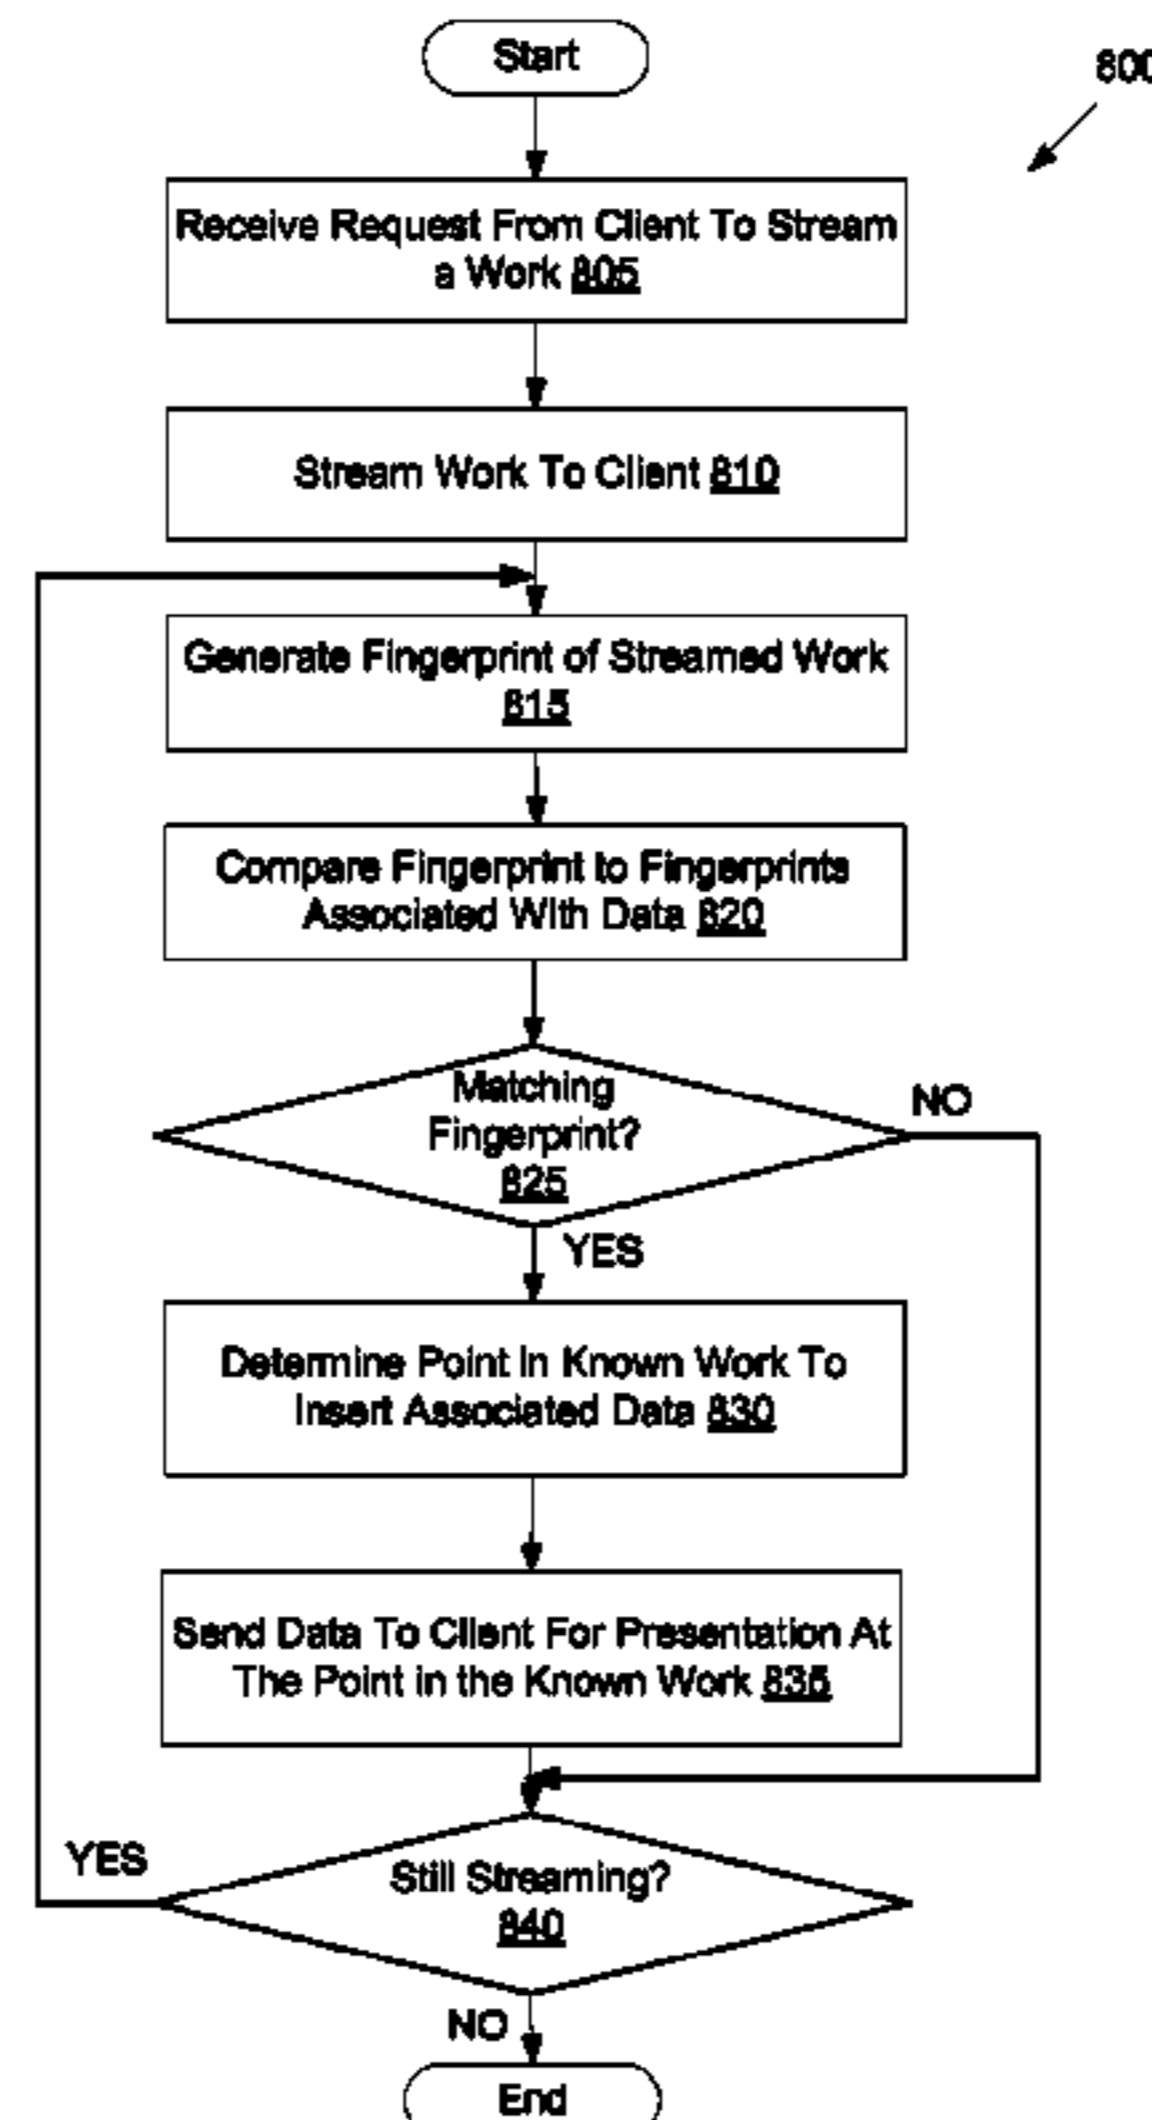 Start
800
Receive Request From Client To Stream
a Work 805
Stream Work To Client 810
Generate Fingerprint of Streamed Work
815
Compare Fingerprint to Fingerprints
Associated With Data 820
Matching
Fingerprint?
825
NO
YES
Determine Point In Known Work To
Insert Associated Data 830
Send Data To Client For Presentation At
The Point in the Known Work 835
YES
Still Streaming?
840
NO
End